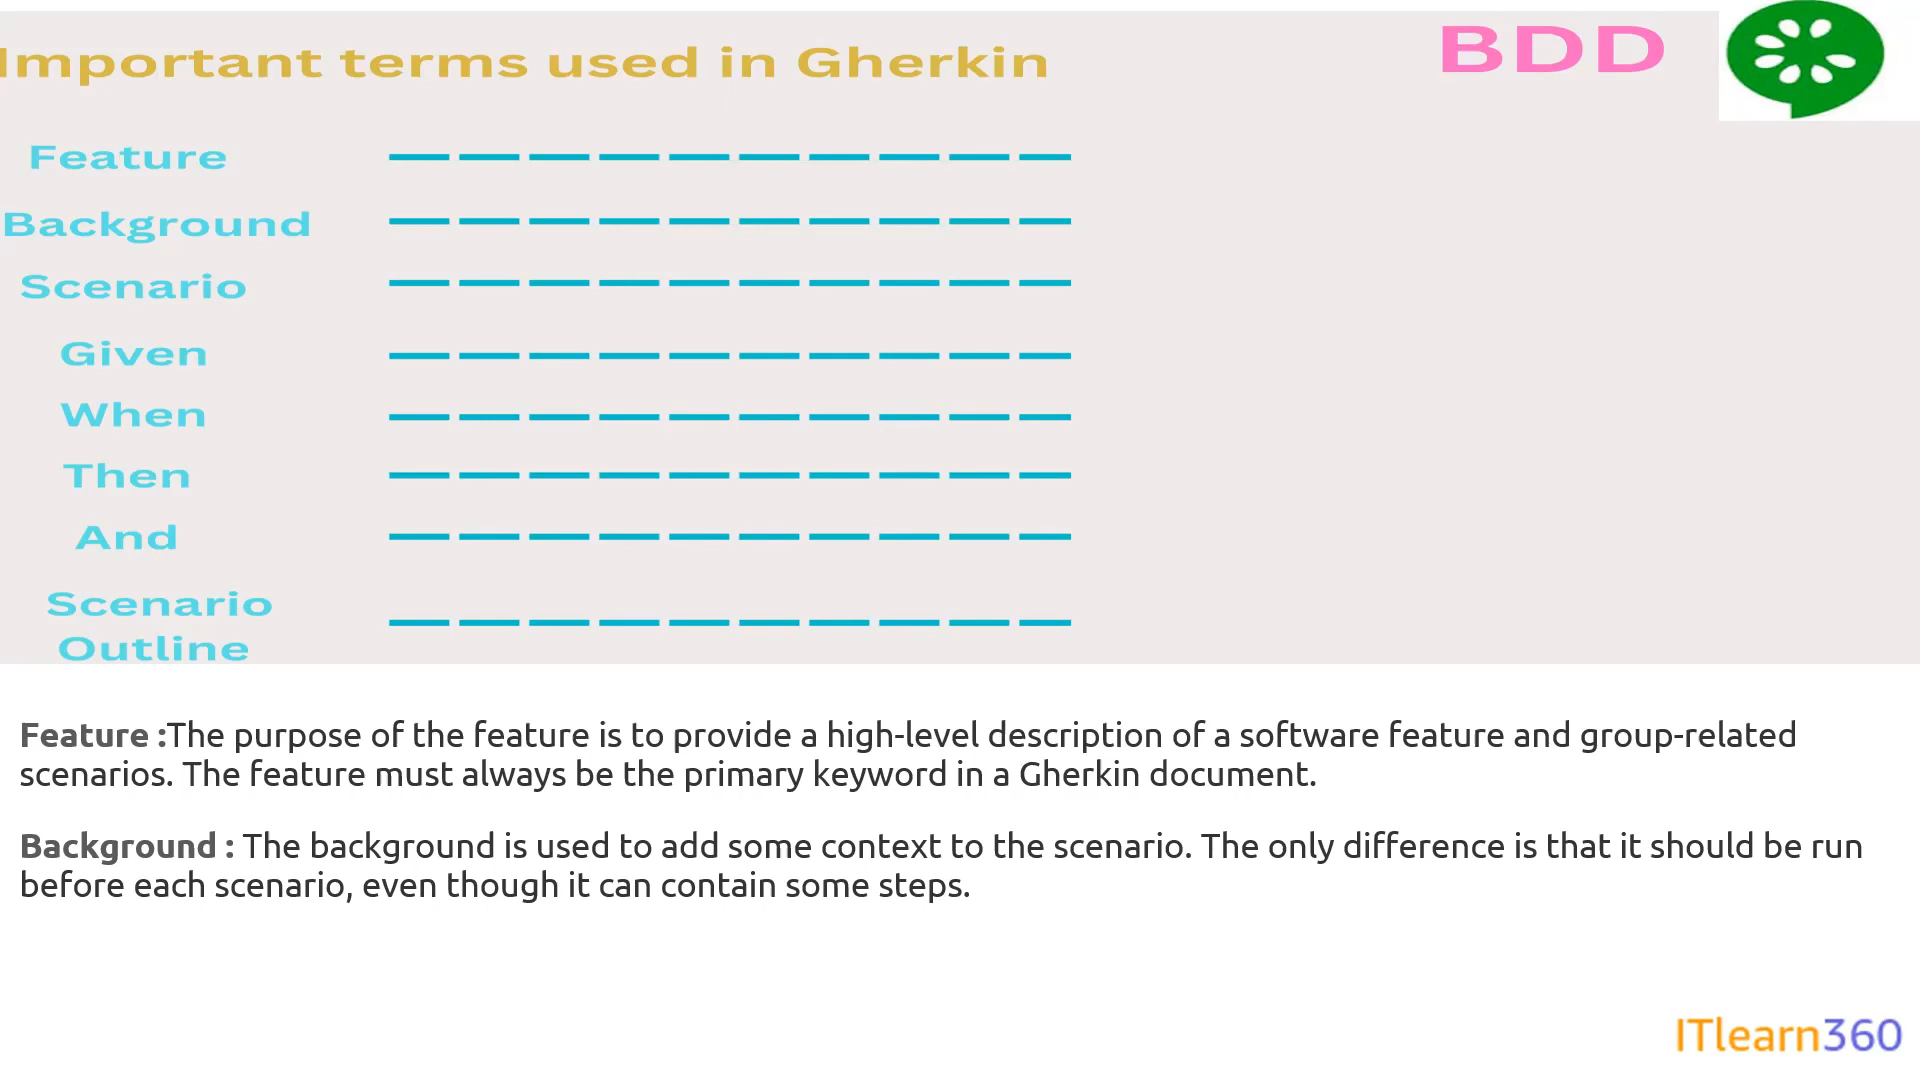 Important terms used in Gherkin
BDD
Feature
Background
Scenario
Given
When
Then
And
Scenario
Outline
Feature :The purpose of the feature is to provide a high-level description of a software feature and group-related
scenarios. The feature must always be the primary keyword in a Gherkin document.
Background : The background is used to add some context to the scenario. The only difference is that it should be run
before each scenario, even though it can contain some steps.
ITlearn360